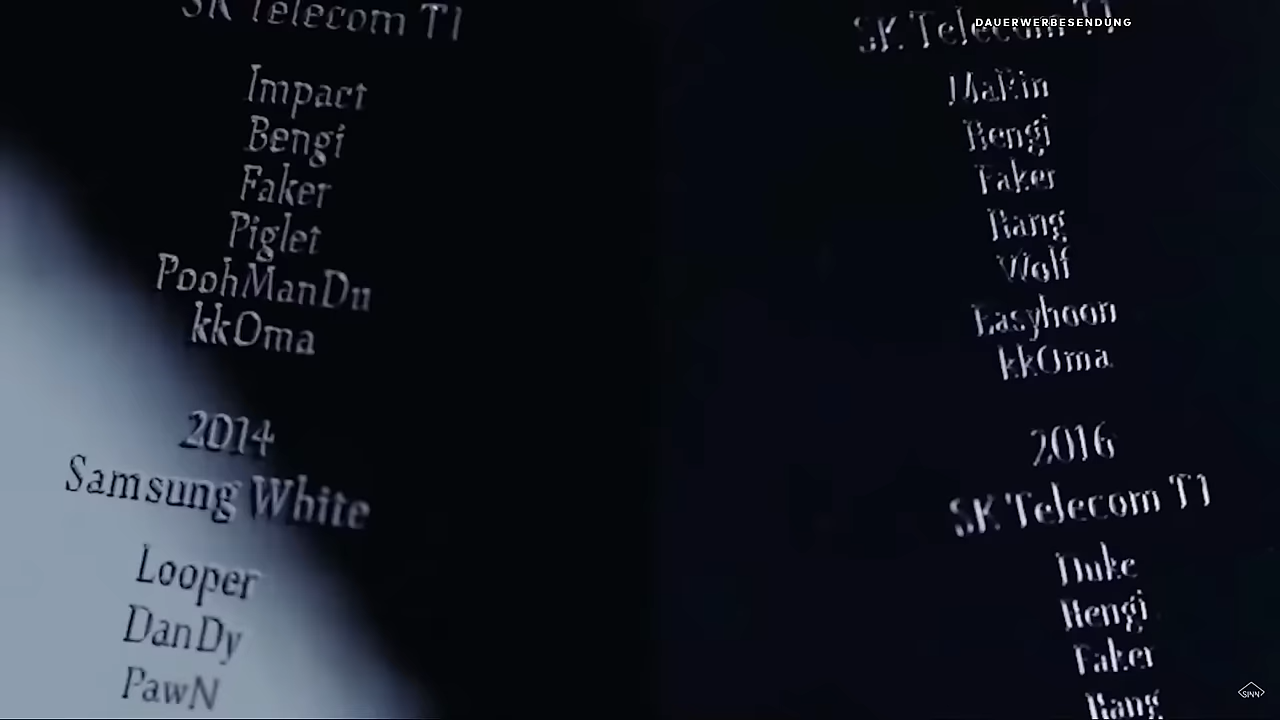 SK Telecom T1
Impact
Bengi
Faker
Piglet
PoohManDu
kkOma
2014
Samsung White
Looper
DanDy
PawN
DAUERWERBESENDUNG
SK Telecom T1
MaRin
Bengi
Faker
Bang
Wolf
Easyhoon
kkOma
2016
SK Telecom T1
Duke
Bengi
Faker
Bang
SINN